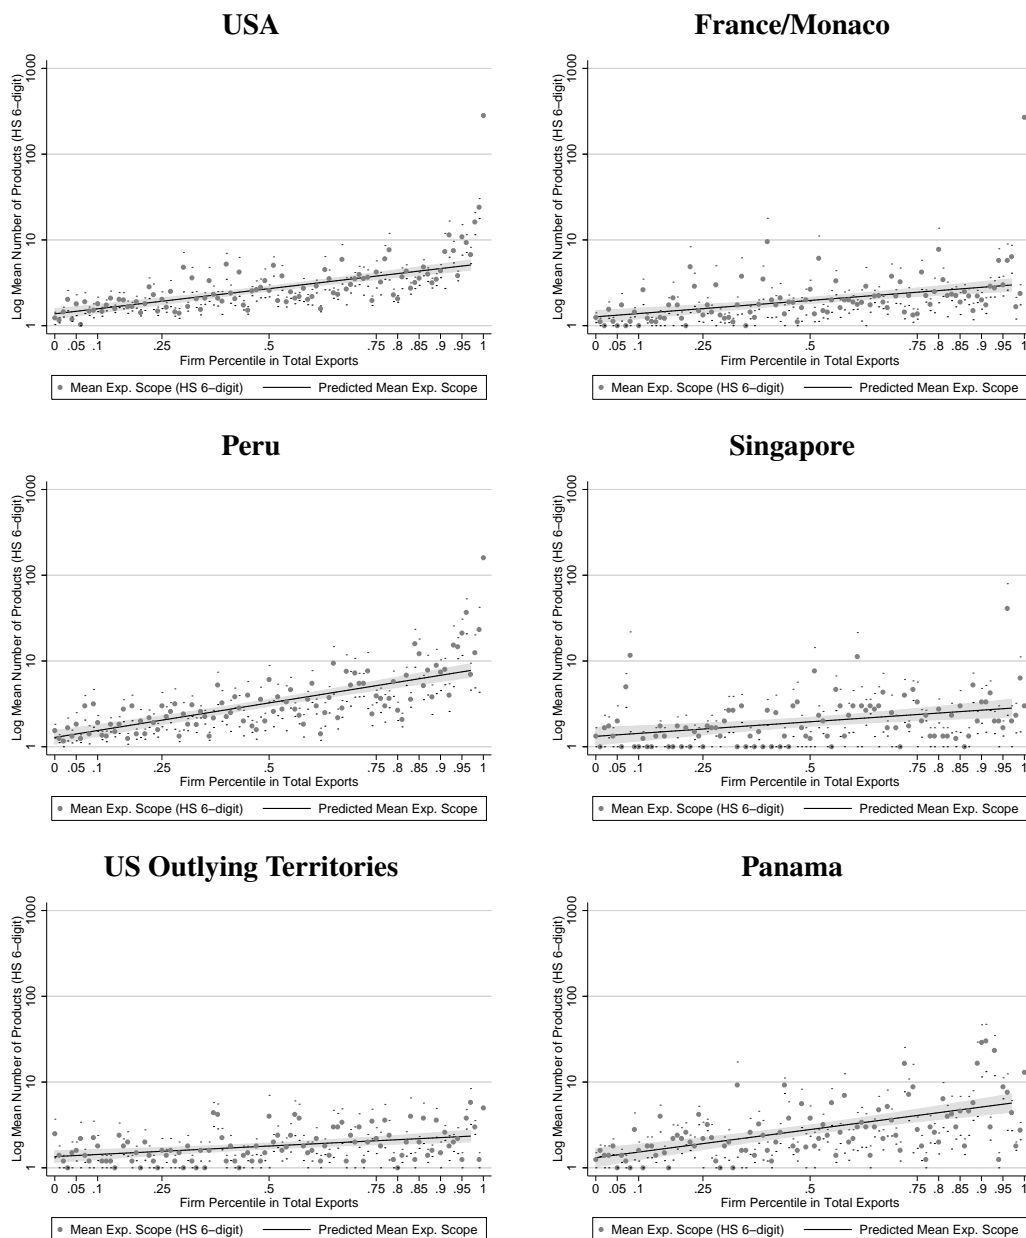 USA
Log Mean Number of Products (HS 6−digit)
1000
100
10
1
0 .05 .1 .25 .5 .75 .8 .85 .9 .95 1
Firm Percentile in Total Exports
Mean Exp. Scope (HS 6−digit) Predicted Mean Exp. Scope
France/Monaco
Log Mean Number of Products (HS 6−digit)
1000
100
10
1
0 .05 .1 .25 .5 .75 .8 .85 .9 .95 1
Firm Percentile in Total Exports
Mean Exp. Scope (HS 6−digit) Predicted Mean Exp. Scope
Peru
Log Mean Number of Products (HS 6−digit)
1000
100
10
1
0 .05 .1 .25 .5 .75 .8 .85 .9 .95 1
Firm Percentile in Total Exports
Mean Exp. Scope (HS 6−digit) Predicted Mean Exp. Scope
Singapore
Log Mean Number of Products (HS 6−digit)
1000
100
10
1
0 .05 .1 .25 .5 .75 .8 .85 .9 .95 1
Firm Percentile in Total Exports
Mean Exp. Scope (HS 6−digit) Predicted Mean Exp. Scope
US Outlying Territories
Log Mean Number of Products (HS 6−digit)
1000
100
10
1
0 .05 .1 .25 .5 .75 .8 .85 .9 .95 1
Firm Percentile in Total Exports
Mean Exp. Scope (HS 6−digit) Predicted Mean Exp. Scope
Panama
Log Mean Number of Products (HS 6−digit)
1000
100
10
1
0 .05 .1 .25 .5 .75 .8 .85 .9 .95 1
Firm Percentile in Total Exports
Mean Exp. Scope (HS 6−digit) Predicted Mean Exp. Scope